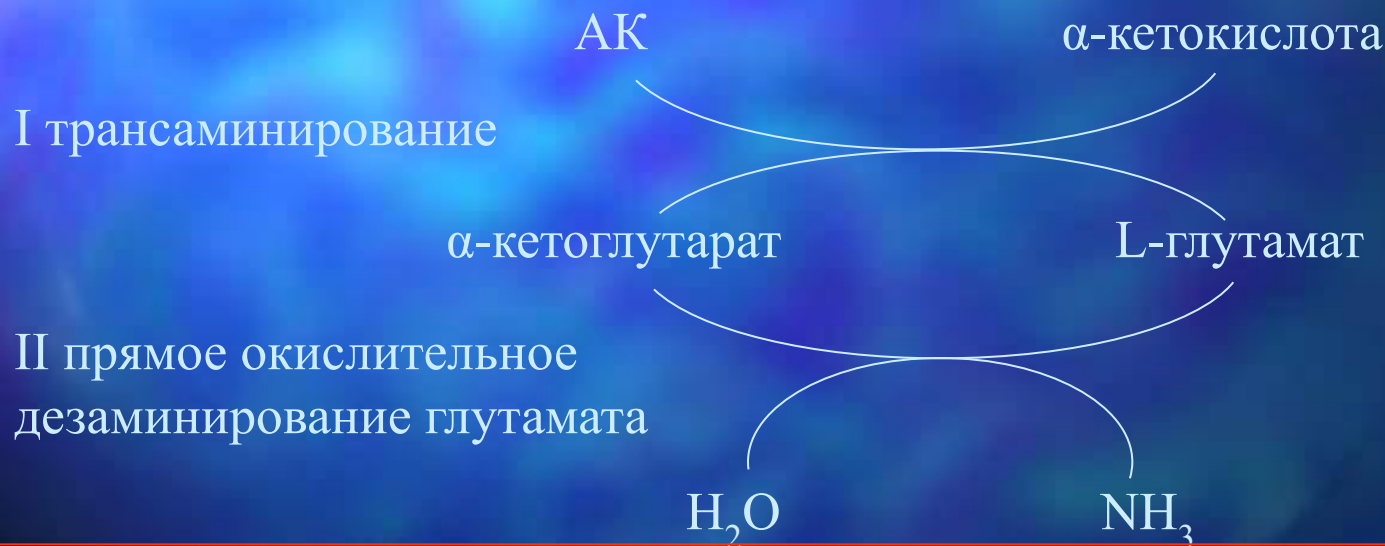 АК
α-кетокислота
I трансаминирование
α-кетоглутарат
L-глутамат
II прямое окислительное
дезаминирование глутамата
H₂O
NH₃